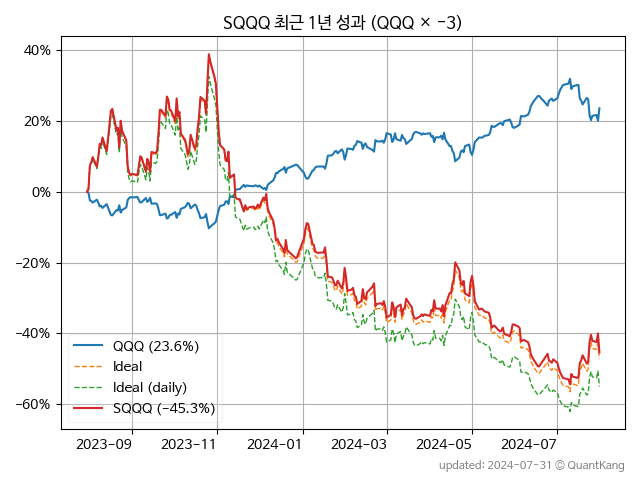 SQQQ 최근 1년 성과 (QQQ × −3)
40%
20%
0%
−20%
−40%
−60%
QQQ (23.6%)
Ideal
Ideal (daily)
SQQQ (−45.3%)
2023−09
2023−11
2024−01
2024−03
2024−05
2024−07
updated: 2024−07−31 © QuantKang